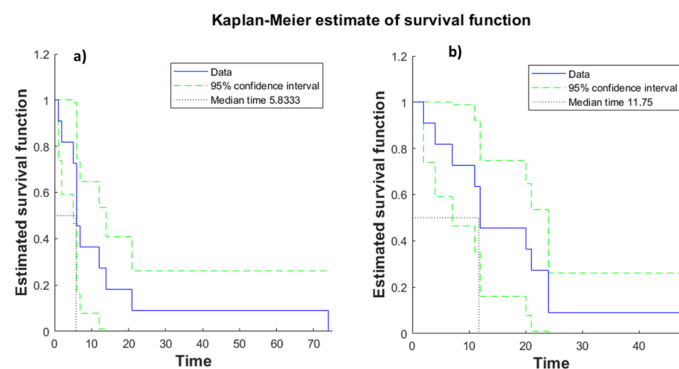 Kaplan-Meier estimate of survival function
a)
Data
95% confidence interval
Median time 5.8333
Estimated survival function
1.2
1
0.8
0.6
0.4
0.2
0
0 10 20 30 40 50 60 70
Time
b)
Data
95% confidence interval
Median time 11.75
Estimated survival function
1.2
1
0.8
0.6
0.4
0.2
0
0 10 20 30 40
Time